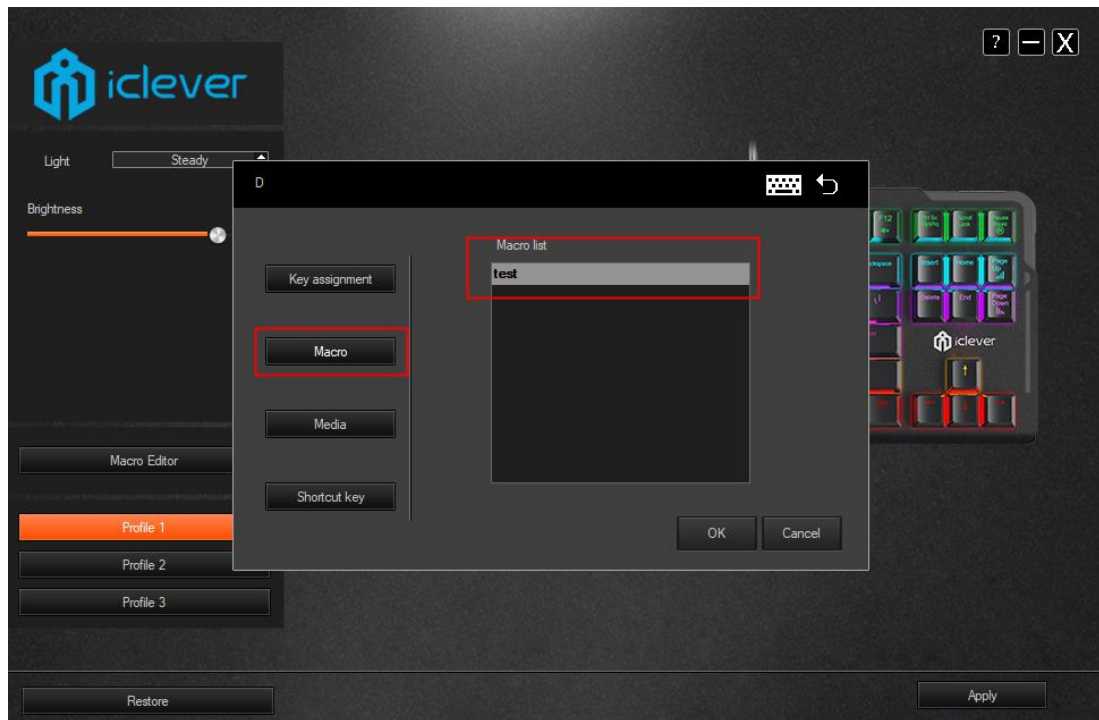 ?
X
iclever
Light
Steady
Brightness
D
Key assignment
Macro
Media
Shortcut key
Macro list
test
OK
Cancel
F12
Insert
Home
Page
Up
Delete
End
Page
Down
iclever
Macro Editor
Profile 1
Profile 2
Profile 3
Restore
Apply